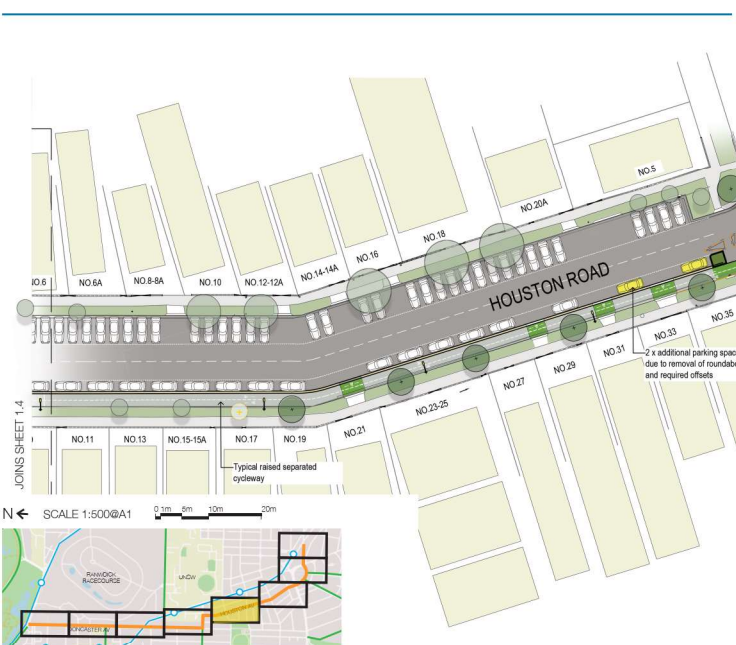 NO.5
NO.20A
NO.18
NO.16
NO.14-14A
NO.12-12A
NO.10
NO.8-8A
NO.6A
HOUSTON ROAD
NO.35
NO.33
NO.31
NO.29
NO.27
NO.23-25
NO.21
NO.19
NO.17
NO.15-15A
NO.13
NO.11
2 x additional parking spac
due to removal of roundabo
and required offsets
Typical raised separated
cycleway
JOINS SHEET 1.4
N
SCALE 1:500@A1
0 1m 5m 10m 20m
RANWDICK
RACECOURSE
UNSW
HOUSTON AV